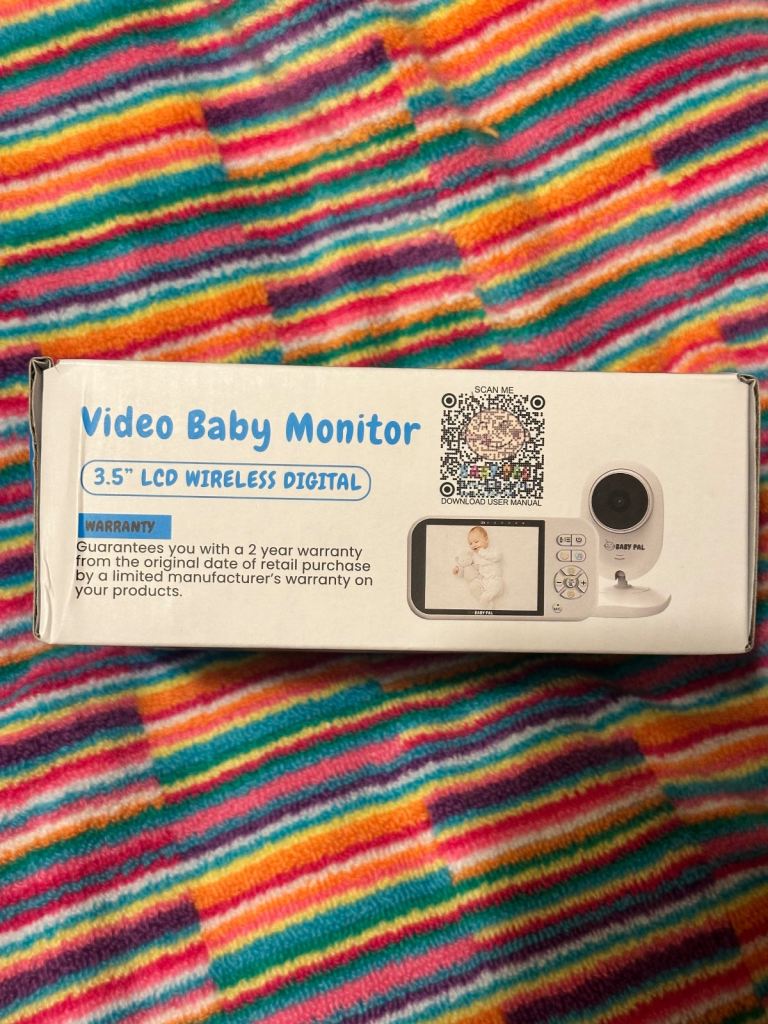 SCAN ME
Video Baby Monitor
3.5” LCD WIRELESS DIGITAL
DOWNLOAD USER MANUAL
WARRANTY
Guarantees you with a 2 year warranty
from the original date of retail purchase
by a limited manufacturer’s warranty on
your products.
BABY PAL
BABY PAL